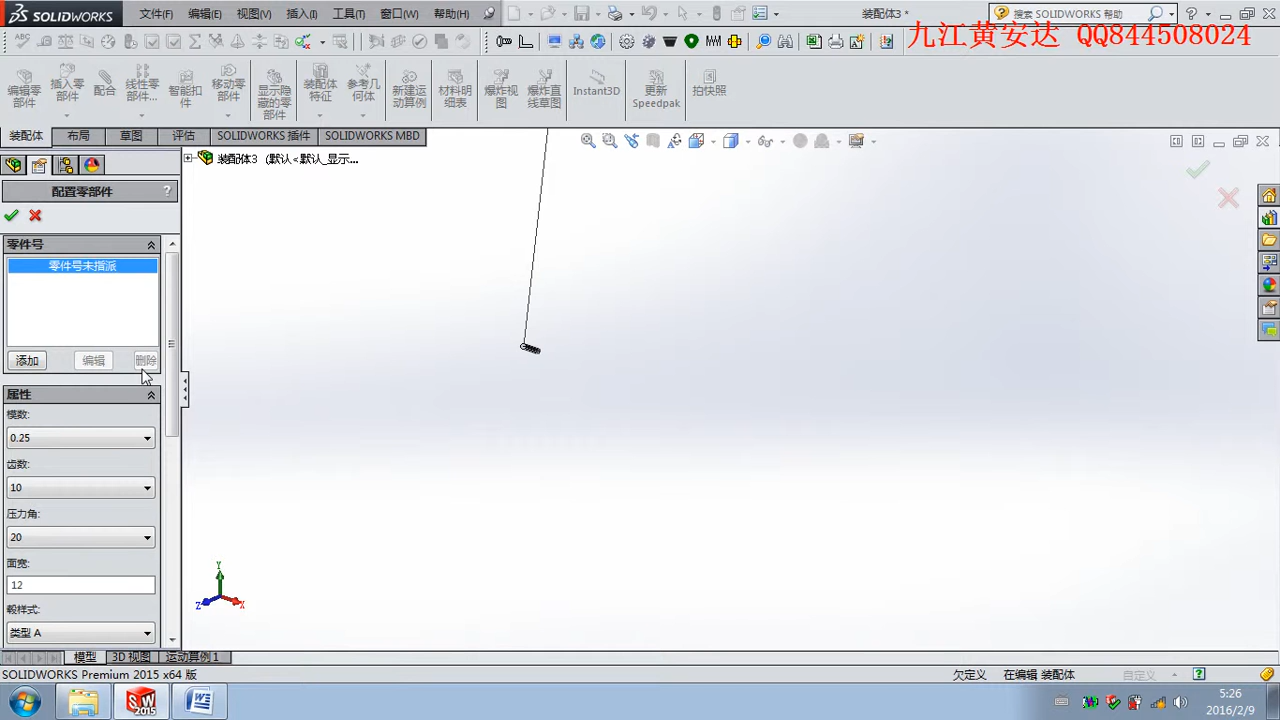 SOLIDWORKS 文件(F) 编辑(E) 视图(V) 插入(I) 工具(T) 窗口(W) 帮助(H) 装配体3 * 搜索 SOLIDWORKS 帮助
九江黄安达 QQ844508024
编辑零部件
插入零部件
配合
线性零部件...
智能扣件
移动零部件
显示隐藏的零部件
装配体特征
参考几何体
新建运动算例
材料明细表
爆炸视图
爆炸直线草图
Instant3D
更新 Speedpak
拍快照
装配体 布局 草图 评估 SOLIDWORKS 插件 SOLIDWORKS MBD
装配体3 (默认<默认_显示...
配置零部件 ?
零件号
零件号未指派
添加 编辑 删除
属性
模数:
0.25
齿数:
10
压力角:
20
面宽:
12
毂样式:
类型 A
Y
Z X
模型 3D 视图 运动算例 1
SOLIDWORKS Premium 2015 x64 版 欠定义 在编辑 装配体 自定义
5:26
2016/2/9